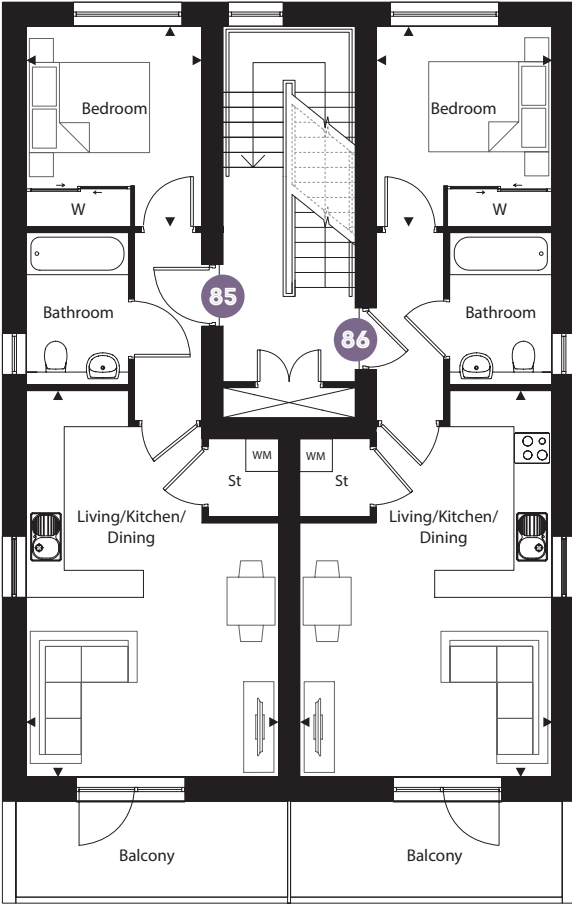 Bedroom
Bedroom
W
W
85
Bathroom
Bathroom
86
WM
WM
St
St
Living/Kitchen/
Dining
Living/Kitchen/
Dining
Balcony
Balcony